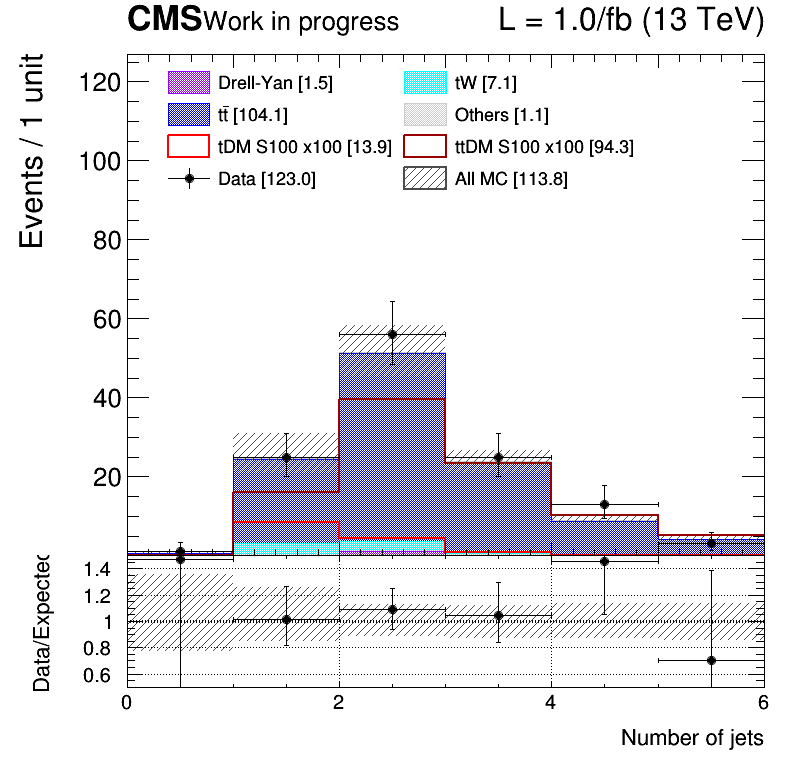 CMS Work in progress L = 1.0/fb (13 TeV)
Events / 1 unit
120
100
80
60
40
20
Drell-Yan [1.5] tW [7.1]
tt̄ [104.1] Others [1.1]
tDM S100 x100 [13.9] ttDM S100 x100 [94.3]
Data [123.0] All MC [113.8]
Data/Expected
1.4
1.2
1
0.8
0.6
0 2 4 6
Number of jets